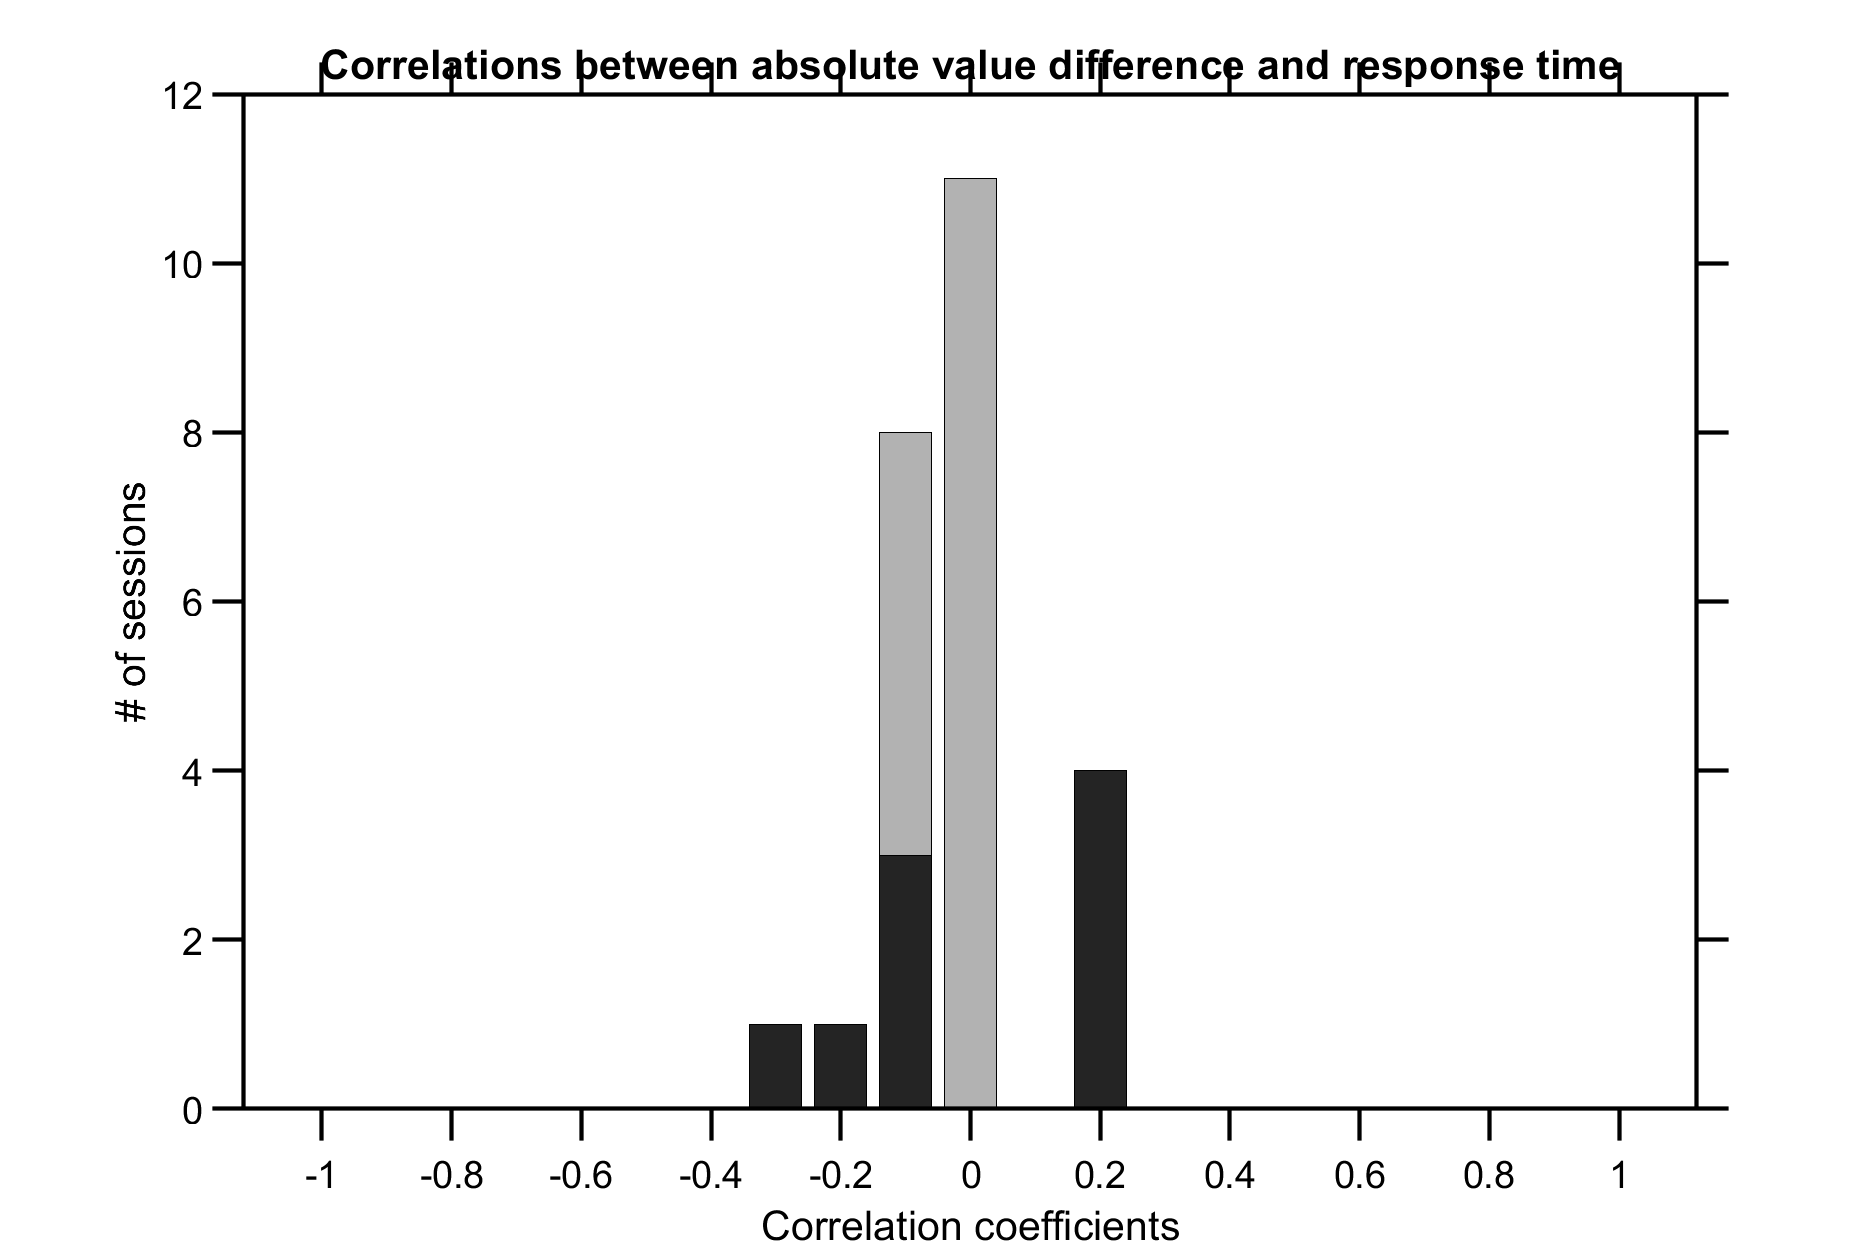 Correlations between absolute value difference and response time
12
10
8
6
4
2
0
# of sessions
-1 -0.8 -0.6 -0.4 -0.2 0 0.2 0.4 0.6 0.8 1
Correlation coefficients